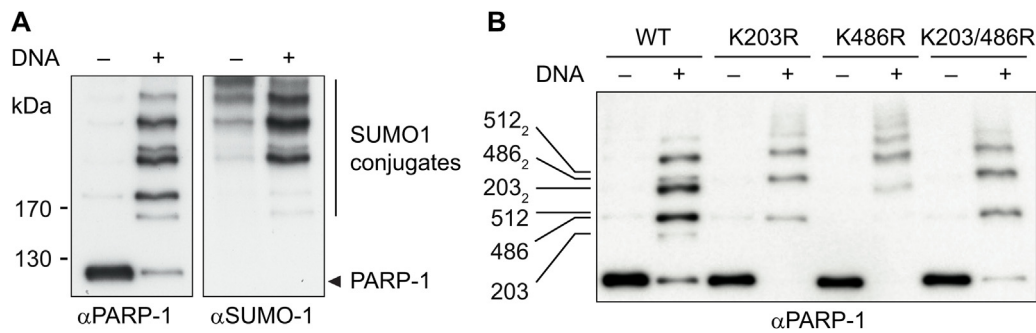 A
DNA – +  – +
kDa
170 -
130 -
SUMO1
conjugates
PARP-1
αPARP-1 αSUMO-1
B
WT K203R K486R K203/486R
DNA – + – + – + – +
512₂
486₂
203₂
512
486
203
αPARP-1